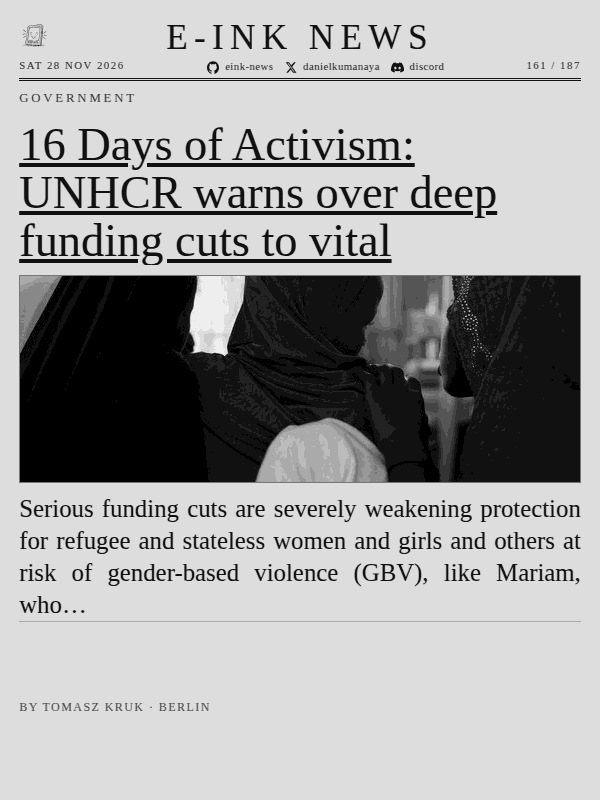 E-INK NEWS
SAT 28 NOV 2026
eink-news danielkumanaya discord
161 / 187
GOVERNMENT
16 Days of Activism:
UNHCR warns over deep
funding cuts to vital
Serious funding cuts are severely weakening protection
for refugee and stateless women and girls and others at
risk of gender-based violence (GBV), like Mariam,
who…
BY TOMASZ KRUK · BERLIN